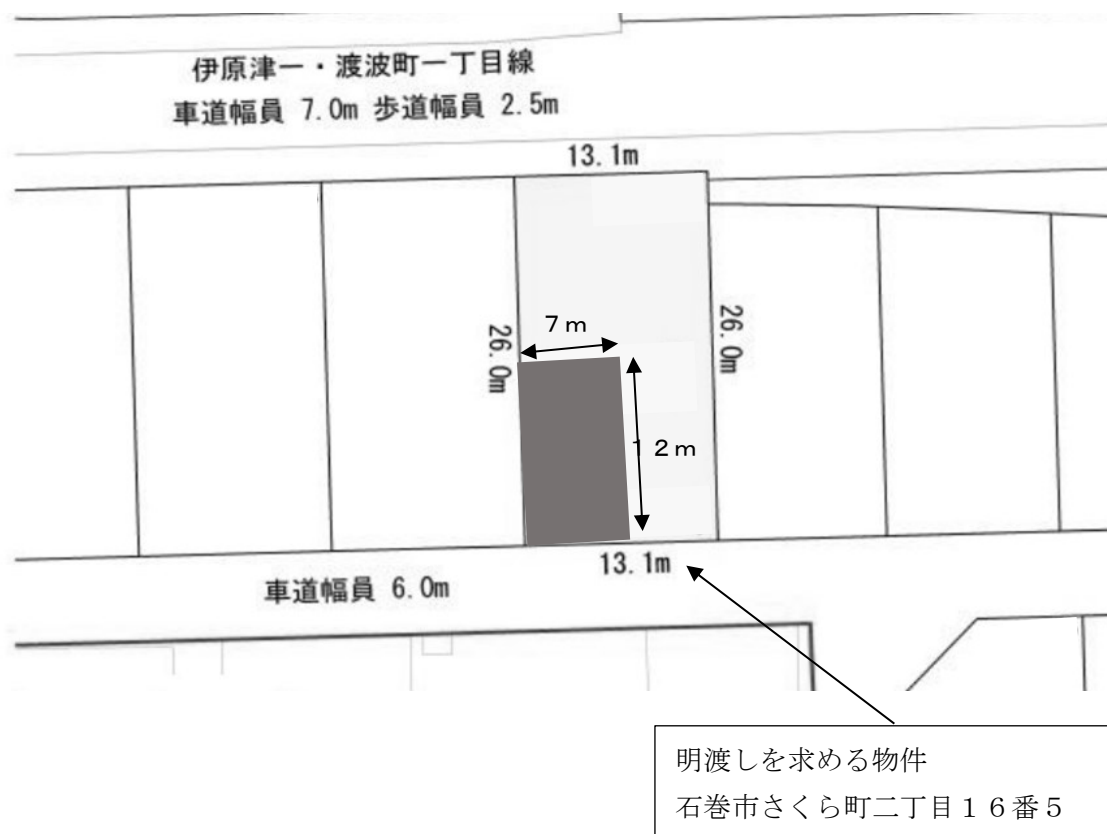 伊原津一・渡波町一丁目線
車道幅員 7.0m 歩道幅員 2.5m
13.1m
７ｍ
26.0m
26.0m
１２ｍ
13.1m
車道幅員 6.0m
明渡しを求める物件
石巻市さくら町二丁目１６番５